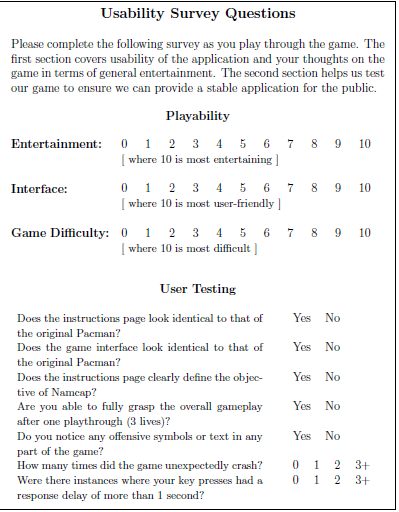 Usability Survey Questions
Please complete the following survey as you play through the game. The
first section covers usability of the application and your thoughts on the
game in terms of general entertainment. The second section helps us test
our game to ensure we can provide a stable application for the public.
Playability
Entertainment: 0 1 2 3 4 5 6 7 8 9 10
[ where 10 is most entertaining ]
Interface: 0 1 2 3 4 5 6 7 8 9 10
[ where 10 is most user-friendly ]
Game Difficulty: 0 1 2 3 4 5 6 7 8 9 10
[ where 10 is most difficult ]
User Testing
Does the instructions page look identical to that of Yes No
the original Pacman?
Does the game interface look identical to that of Yes No
the original Pacman?
Does the instructions page clearly define the objec- Yes No
tive of Namcap?
Are you able to fully grasp the overall gameplay Yes No
after one playthrough (3 lives)?
Do you notice any offensive symbols or text in any Yes No
part of the game?
How many times did the game unexpectedly crash? 0 1 2 3+
Were there instances where your key presses had a 0 1 2 3+
response delay of more than 1 second?